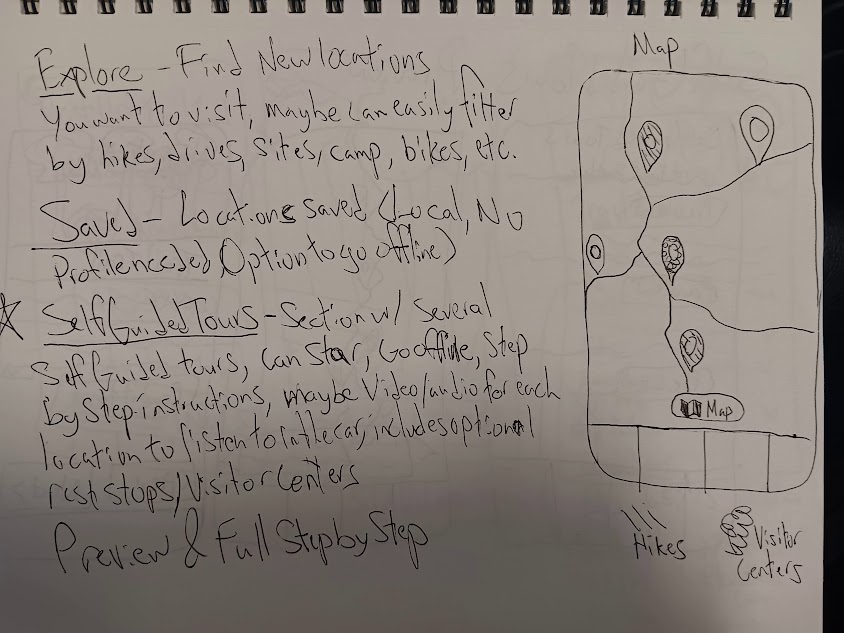 Explore - Find New locations
You want to visit, maybe can easily filter
by hikes, drives, sites, camp, bikes, etc.
Saved - Locations saved (Local, No
Profile needed, Option to go offline)
Self Guided Tours - Section w/ Several
Self Guided tours, can star, Go offline, Step
by Step instructions, maybe Video/audio for each
location to listen to in the car, includes optional
rest stops/Visitor Centers
Preview & Full Step by Step
Map
Map
Hikes
Visitor
Centers